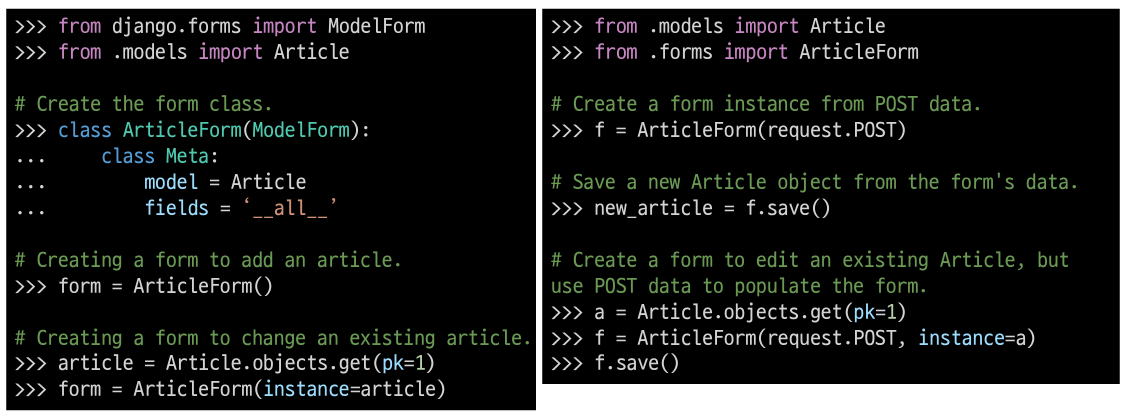 >>> from django.forms import ModelForm
>>> from .models import Article
# Create the form class.
>>> class ArticleForm(ModelForm):
...     class Meta:
...         model = Article
...         fields = ‘__all__’
# Creating a form to add an article.
>>> form = ArticleForm()
# Creating a form to change an existing article.
>>> article = Article.objects.get(pk=1)
>>> form = ArticleForm(instance=article)
>>> from .models import Article
>>> from .forms import ArticleForm
# Create a form instance from POST data.
>>> f = ArticleForm(request.POST)
# Save a new Article object from the form's data.
>>> new_article = f.save()
# Create a form to edit an existing Article, but
use POST data to populate the form.
>>> a = Article.objects.get(pk=1)
>>> f = ArticleForm(request.POST, instance=a)
>>> f.save()